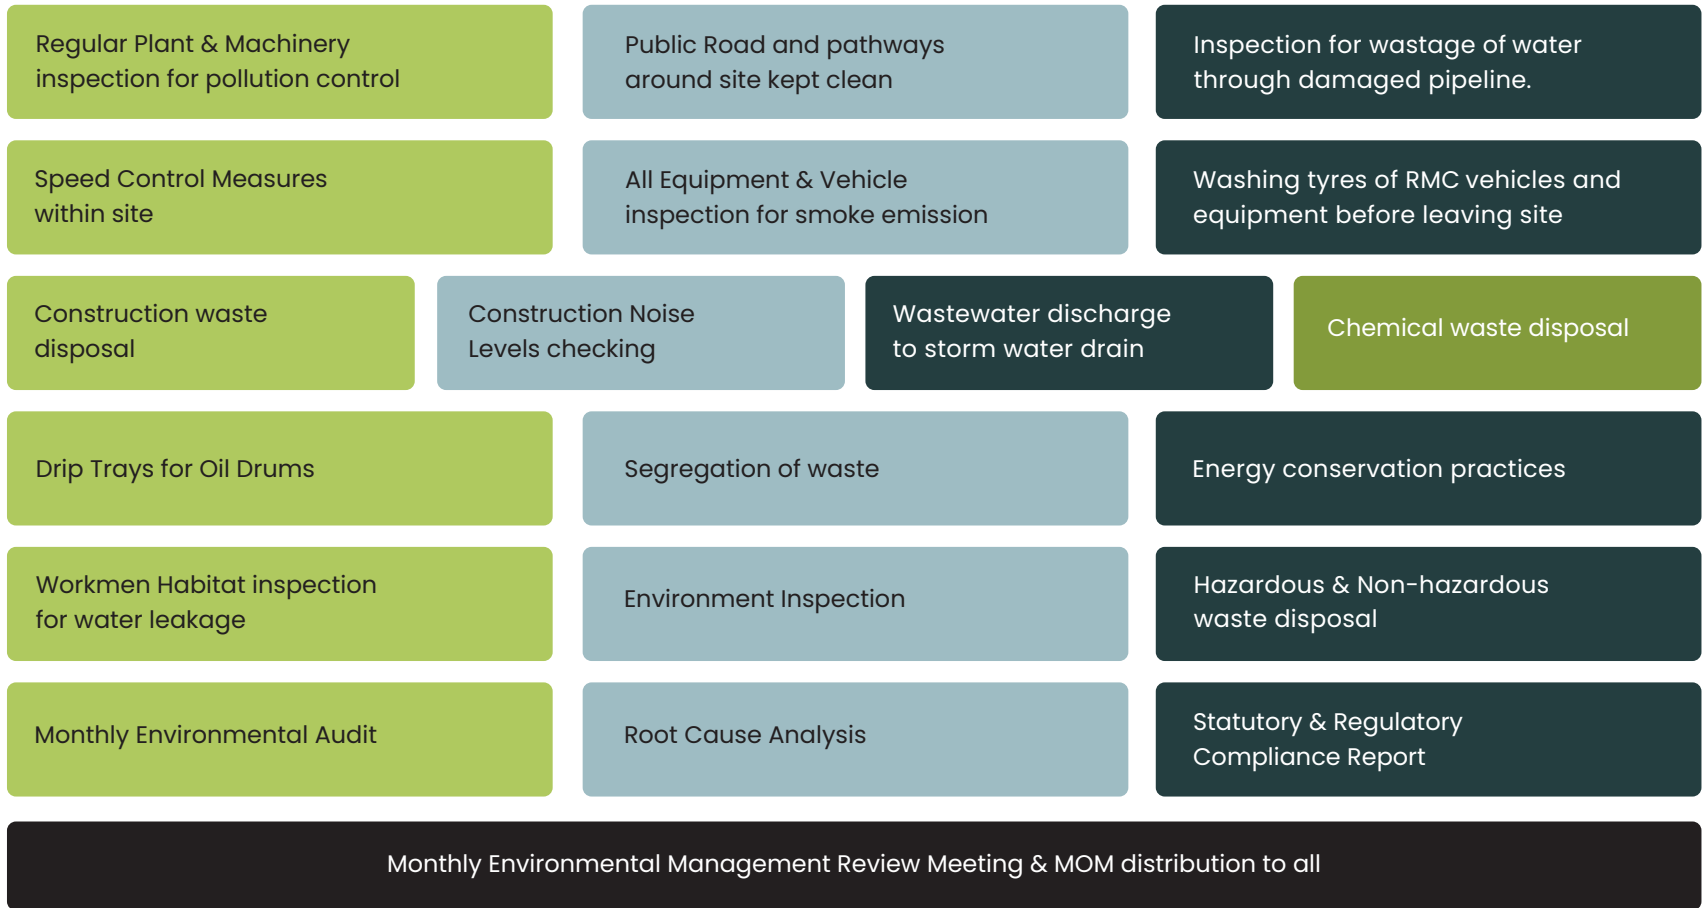 Regular Plant & Machinery
inspection for pollution control
Public Road and pathways
around site kept clean
Inspection for wastage of water
through damaged pipeline.
Speed Control Measures
within site
All Equipment & Vehicle
inspection for smoke emission
Washing tyres of RMC vehicles and
equipment before leaving site
Construction waste
disposal
Construction Noise
Levels checking
Wastewater discharge
to storm water drain
Chemical waste disposal
Drip Trays for Oil Drums
Segregation of waste
Energy conservation practices
Workmen Habitat inspection
for water leakage
Environment Inspection
Hazardous & Non-hazardous
waste disposal
Monthly Environmental Audit
Root Cause Analysis
Statutory & Regulatory
Compliance Report
Monthly Environmental Management Review Meeting & MOM distribution to all